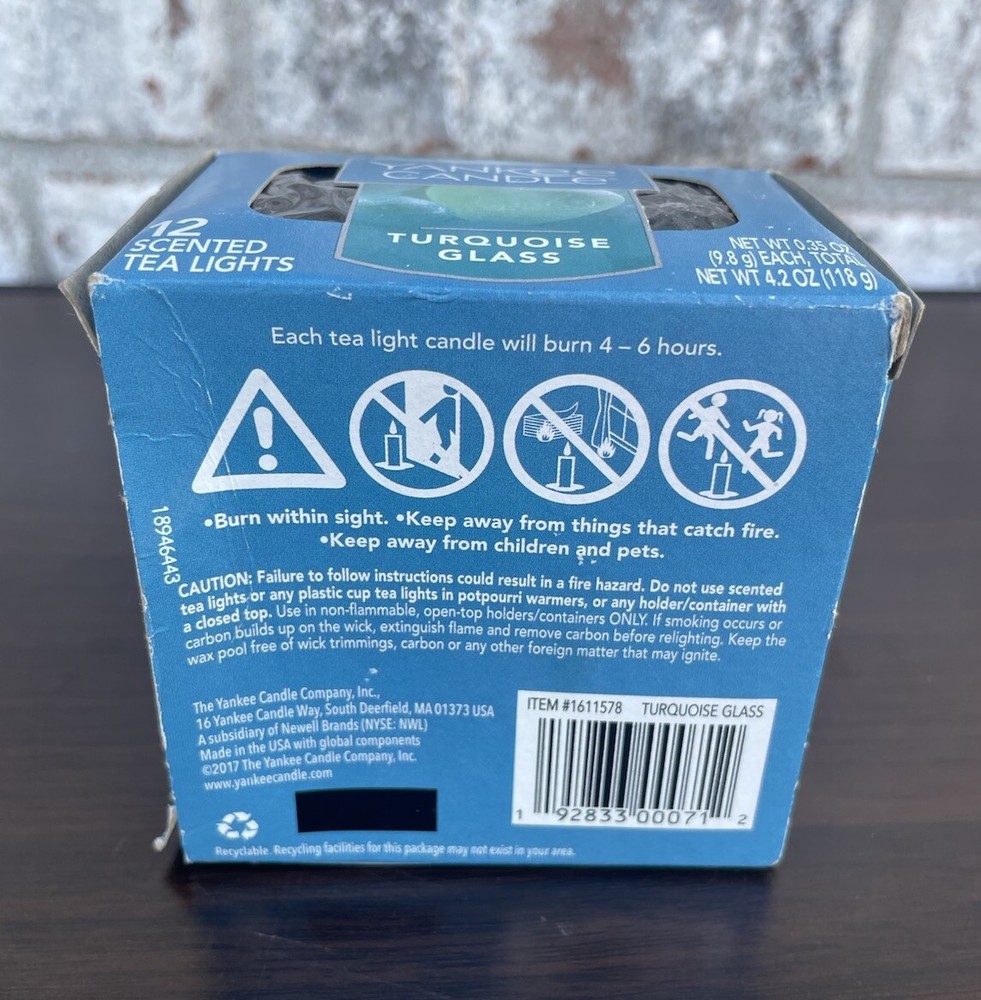 YANKEE
CANDLE
TURQUOISE
GLASS
12
SCENTED
TEA LIGHTS
NET WT 0.35 OZ
(9.8 g) EACH, TOTAL
NET WT 4.2 OZ (118 g)
Each tea light candle will burn 4 – 6 hours.
•Burn within sight. •Keep away from things that catch fire.
•Keep away from children and pets.
18946443
CAUTION: Failure to follow instructions could result in a fire hazard. Do not use scented
tea lights or any plastic cup tea lights in potpourri warmers, or any holder/container with
a closed top. Use in non-flammable, open-top holders/containers ONLY. If smoking occurs or
carbon builds up on the wick, extinguish flame and remove carbon before relighting. Keep the
wax pool free of wick trimmings, carbon or any other foreign matter that may ignite.
The Yankee Candle Company, Inc.,
16 Yankee Candle Way, South Deerfield, MA 01373 USA
A subsidiary of Newell Brands (NYSE: NWL)
Made in the USA with global components
©2017 The Yankee Candle Company, Inc.
www.yankeecandle.com
ITEM #1611578 TURQUOISE GLASS
1 92833 00071 2
Recyclable. Recycling facilities for this package may not exist in your area.